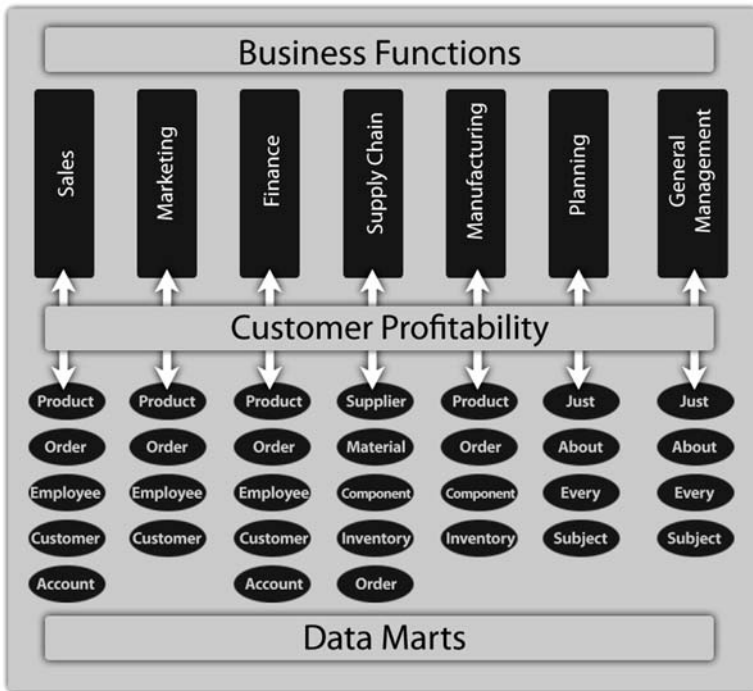 Business Functions
Sales
Marketing
Finance
Supply Chain
Manufacturing
Planning
General
Management
Customer Profitability
Product
Order
Employee
Customer
Account
Product
Order
Employee
Customer
Product
Order
Employee
Customer
Account
Supplier
Material
Component
Inventory
Order
Product
Order
Component
Inventory
Just
About
Every
Subject
Just
About
Every
Subject
Data Marts